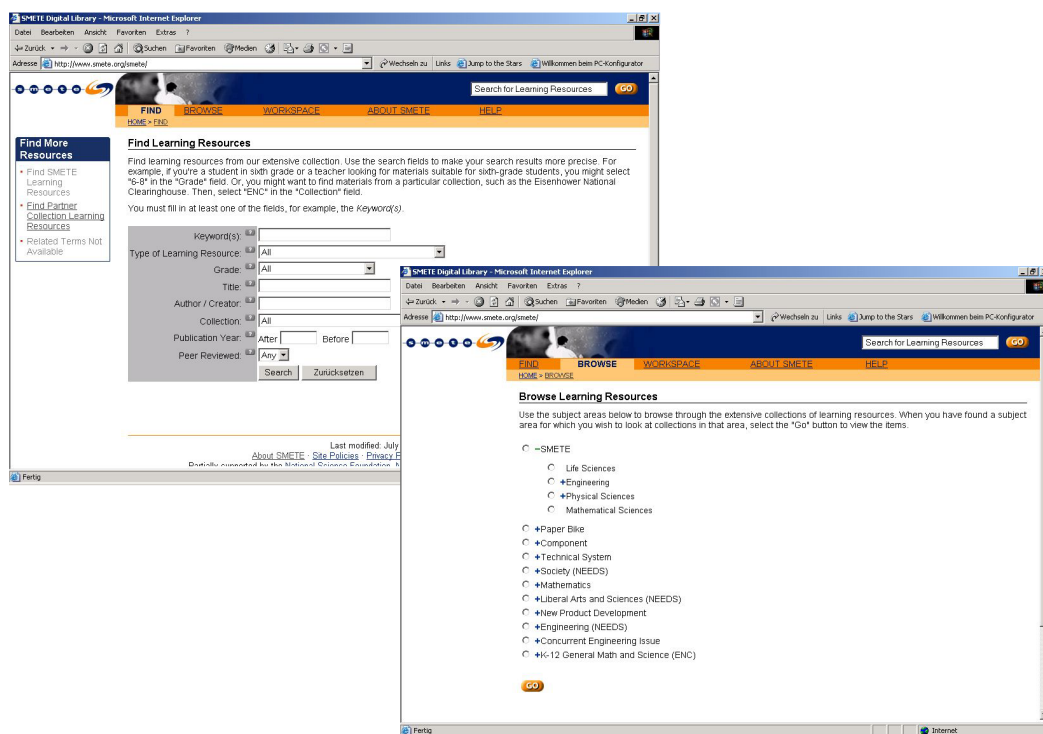 SMETE Digital Library - Microsoft Internet Explorer
Datei Bearbeiten Ansicht Favoriten Extras ?
Zurück Suchen Favoriten Medien
Adresse http://www.smete.org/smete/ Wechseln zu Links Jump to the Stars Willkommen beim PC-Konfigurator
s m e t e Search for Learning Resources GO
FIND BROWSE WORKSPACE ABOUT SMETE HELP
HOME > FIND
Find More
Resources
• Find SMETE
Learning
Resources
• Find Partner
Collection Learning
Resources
• Related Terms Not
Available
Find Learning Resources
Find learning resources from our extensive collection. Use the search fields to make your search results more precise. For
example, if you're a student in sixth grade or a teacher looking for materials suitable for sixth-grade students, you might select
"6-8" in the "Grade" field. Or, you might want to find materials from a particular collection, such as the Eisenhower National
Clearinghouse. Then, select "ENC" in the "Collection" field.
You must fill in at least one of the fields, for example, the Keyword(s).
Keyword(s):
Type of Learning Resource: All
Grade: All
Title:
Author / Creator:
Collection: All
Publication Year: After Before
Peer Reviewed: Any
Search Zurücksetzen
Last modified: July
About SMETE · Site Policies · Privacy
Partially supported by the National Science Foundation,
Fertig
SMETE Digital Library - Microsoft Internet Explorer
Datei Bearbeiten Ansicht Favoriten Extras ?
Zurück Suchen Favoriten Medien
Adresse http://www.smete.org/smete/ Wechseln zu Links Jump to the Stars Willkommen beim PC-Konfigurator
s m e t e Search for Learning Resources GO
FIND BROWSE WORKSPACE ABOUT SMETE HELP
HOME > BROWSE
Browse Learning Resources
Use the subject areas below to browse through the extensive collections of learning resources. When you have found a subject
area for which you wish to look at collections in that area, select the "Go" button to view the items.
-SMETE
Life Sciences
+Engineering
+Physical Sciences
Mathematical Sciences
+Paper Bike
+Component
+Technical System
+Society (NEEDS)
+Mathematics
+Liberal Arts and Sciences (NEEDS)
+New Product Development
+Engineering (NEEDS)
+Concurrent Engineering Issue
+K-12 General Math and Science (ENC)
GO
Fertig Internet